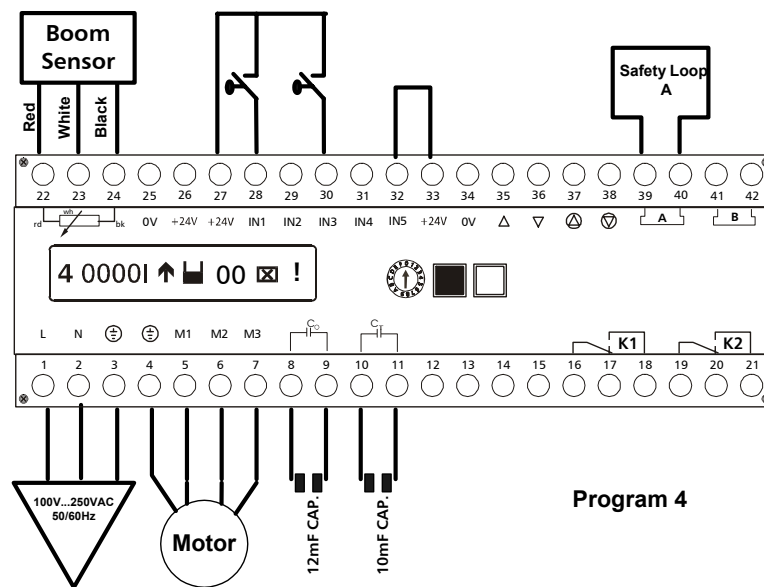 Boom
Sensor
Red
White
Black
Safety Loop
A
22 23 24 25 26 27 28 29 30 31 32 33 34 35 36 37 38 39 40 41 42
rd wh bk 0V +24V +24V IN1 IN2 IN3 IN4 IN5 +24V 0V A B
4 0000I 00 !
L N M1 M2 M3 CO CT K1 K2
1 2 3 4 5 6 7 8 9 10 11 12 13 14 15 16 17 18 19 20 21
100V...250VAC
50/60Hz
Motor
12mF CAP.
10mF CAP.
Program 4